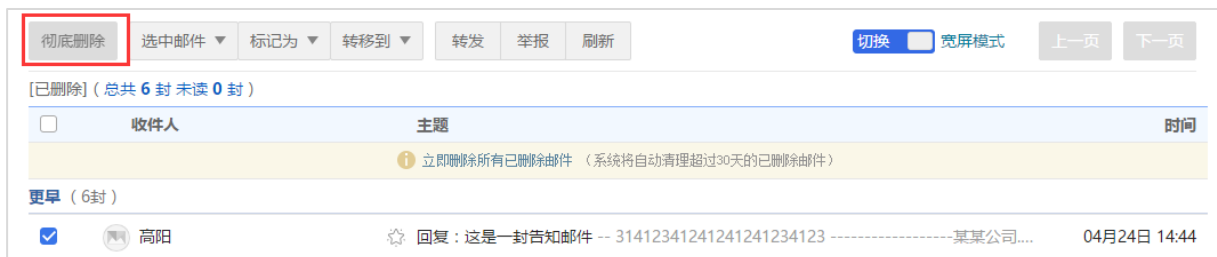 彻底删除 选中邮件 ▼ 标记为 ▼ 转移到 ▼ 转发 举报 刷新 切换 宽屏模式 上一页 下一页
[已删除] ( 总共 6 封 未读 0 封 )
收件人 主题 时间
立即删除所有已删除邮件 (系统将自动清理超过30天的已删除邮件)
更早 (6封)
高阳 回复:这是一封告知邮件 -- 31412341241241241234123 ------------------某某公司.... 04月24日 14:44